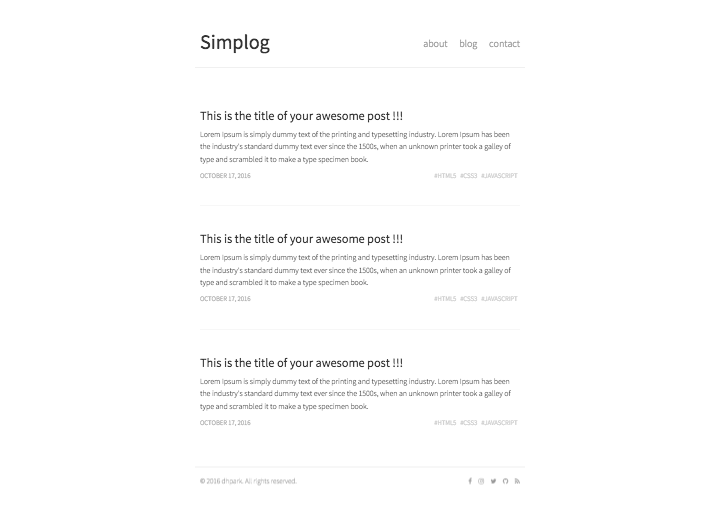 Simplog
about blog contact
This is the title of your awesome post !!!
Lorem Ipsum is simply dummy text of the printing and typesetting industry. Lorem Ipsum has been
the industry's standard dummy text ever since the 1500s, when an unknown printer took a galley of
type and scrambled it to make a type specimen book.
OCTOBER 17, 2016 #HTML5 #CSS3 #JAVASCRIPT
This is the title of your awesome post !!!
Lorem Ipsum is simply dummy text of the printing and typesetting industry. Lorem Ipsum has been
the industry's standard dummy text ever since the 1500s, when an unknown printer took a galley of
type and scrambled it to make a type specimen book.
OCTOBER 17, 2016 #HTML5 #CSS3 #JAVASCRIPT
This is the title of your awesome post !!!
Lorem Ipsum is simply dummy text of the printing and typesetting industry. Lorem Ipsum has been
the industry's standard dummy text ever since the 1500s, when an unknown printer took a galley of
type and scrambled it to make a type specimen book.
OCTOBER 17, 2016 #HTML5 #CSS3 #JAVASCRIPT
© 2016 dhpark. All rights reserved.